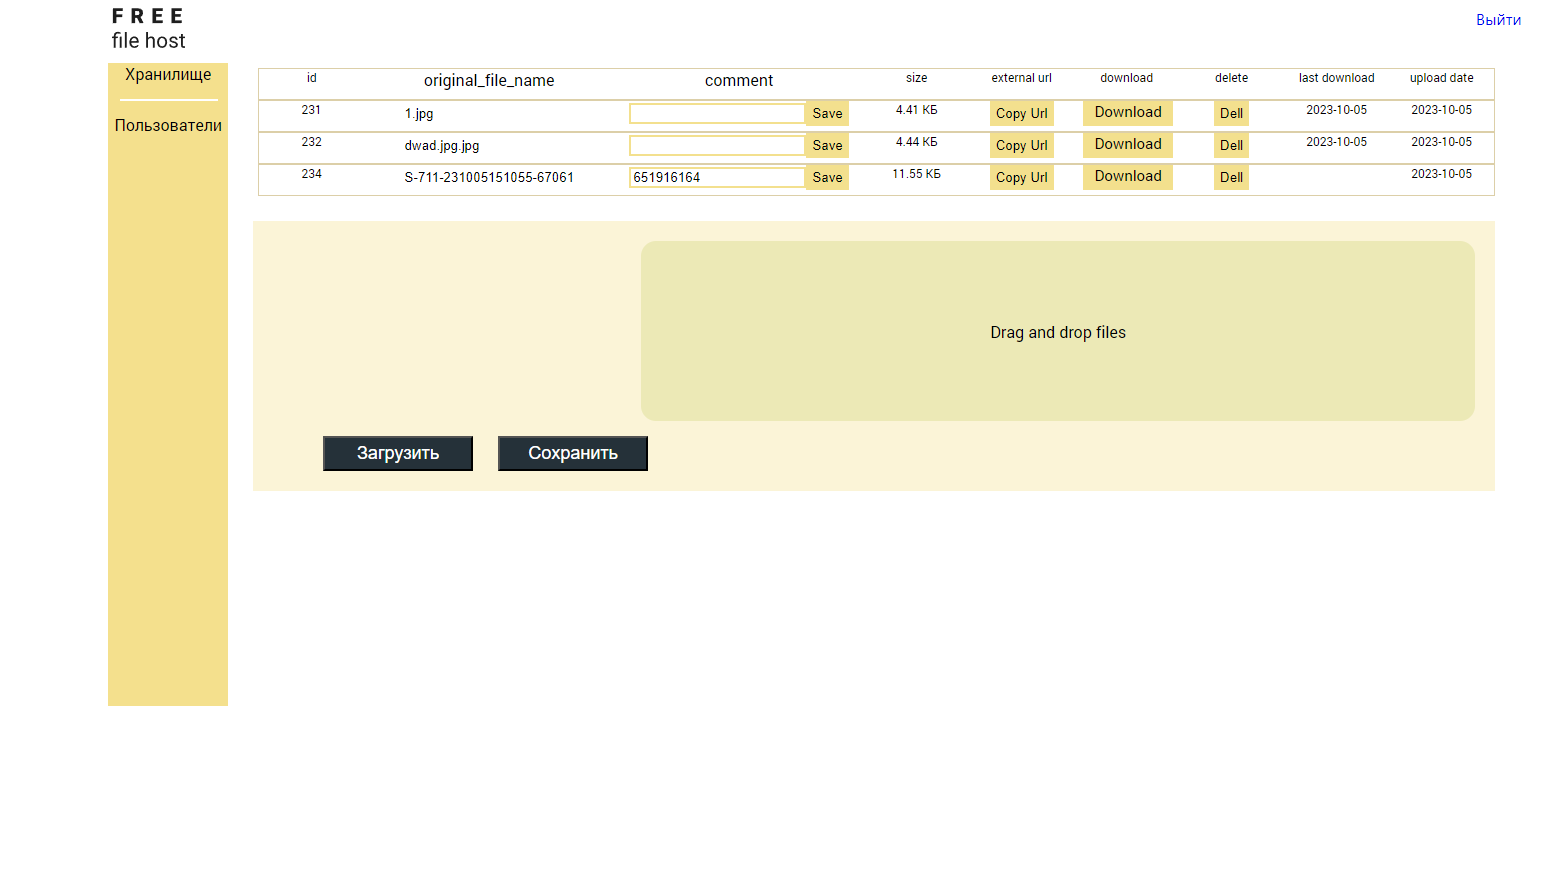 FREE
file host
Выйти
Хранилище
Пользователи
id original_file_name comment size external url download delete last download upload date
231 1.jpg Save 4.41 КБ Copy Url Download Dell 2023-10-05 2023-10-05
232 dwad.jpg.jpg Save 4.44 КБ Copy Url Download Dell 2023-10-05 2023-10-05
234 S-711-231005151055-67061 651916164 Save 11.55 КБ Copy Url Download Dell 2023-10-05
Drag and drop files
Загрузить Сохранить